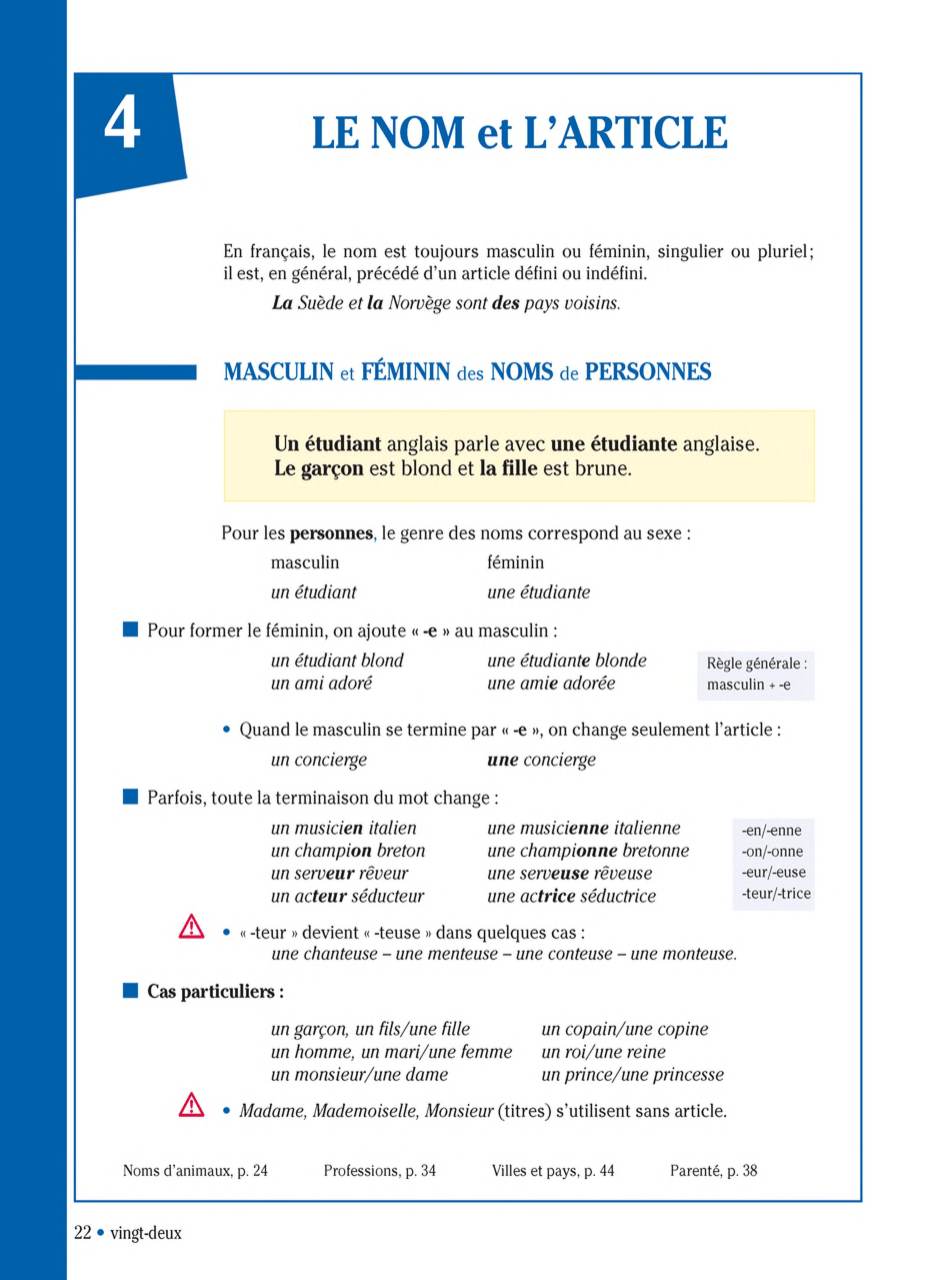 4
LE NOM et L’ARTICLE
En français, le nom est toujours masculin ou féminin, singulier ou pluriel ;
il est, en général, précédé d’un article défini ou indéfini.
La Suède et la Norvège sont des pays voisins.
MASCULIN et FÉMININ des NOMS de PERSONNES
Un étudiant anglais parle avec une étudiante anglaise.
Le garçon est blond et la fille est brune.
Pour les personnes, le genre des noms correspond au sexe :
masculin féminin
un étudiant une étudiante
Pour former le féminin, on ajoute « -e » au masculin :
un étudiant blond une étudiante blonde Règle générale :
un ami adoré une amie adorée masculin + -e
• Quand le masculin se termine par « -e », on change seulement l’article :
un concierge une concierge
Parfois, toute la terminaison du mot change :
un musicien italien une musicienne italienne -en/-enne
un champion breton une championne bretonne -on/-onne
un serveur rêveur une serveuse rêveuse -eur/-euse
un acteur séducteur une actrice séductrice -teur/-trice
• « -teur » devient « -teuse » dans quelques cas :
une chanteuse – une menteuse – une conteuse – une monteuse.
Cas particuliers :
un garçon, un fils/une fille un copain/une copine
un homme, un mari/une femme un roi/une reine
un monsieur/une dame un prince/une princesse
• Madame, Mademoiselle, Monsieur (titres) s’utilisent sans article.
Noms d’animaux, p. 24 Professions, p. 34 Villes et pays, p. 44 Parenté, p. 38
22 • vingt-deux